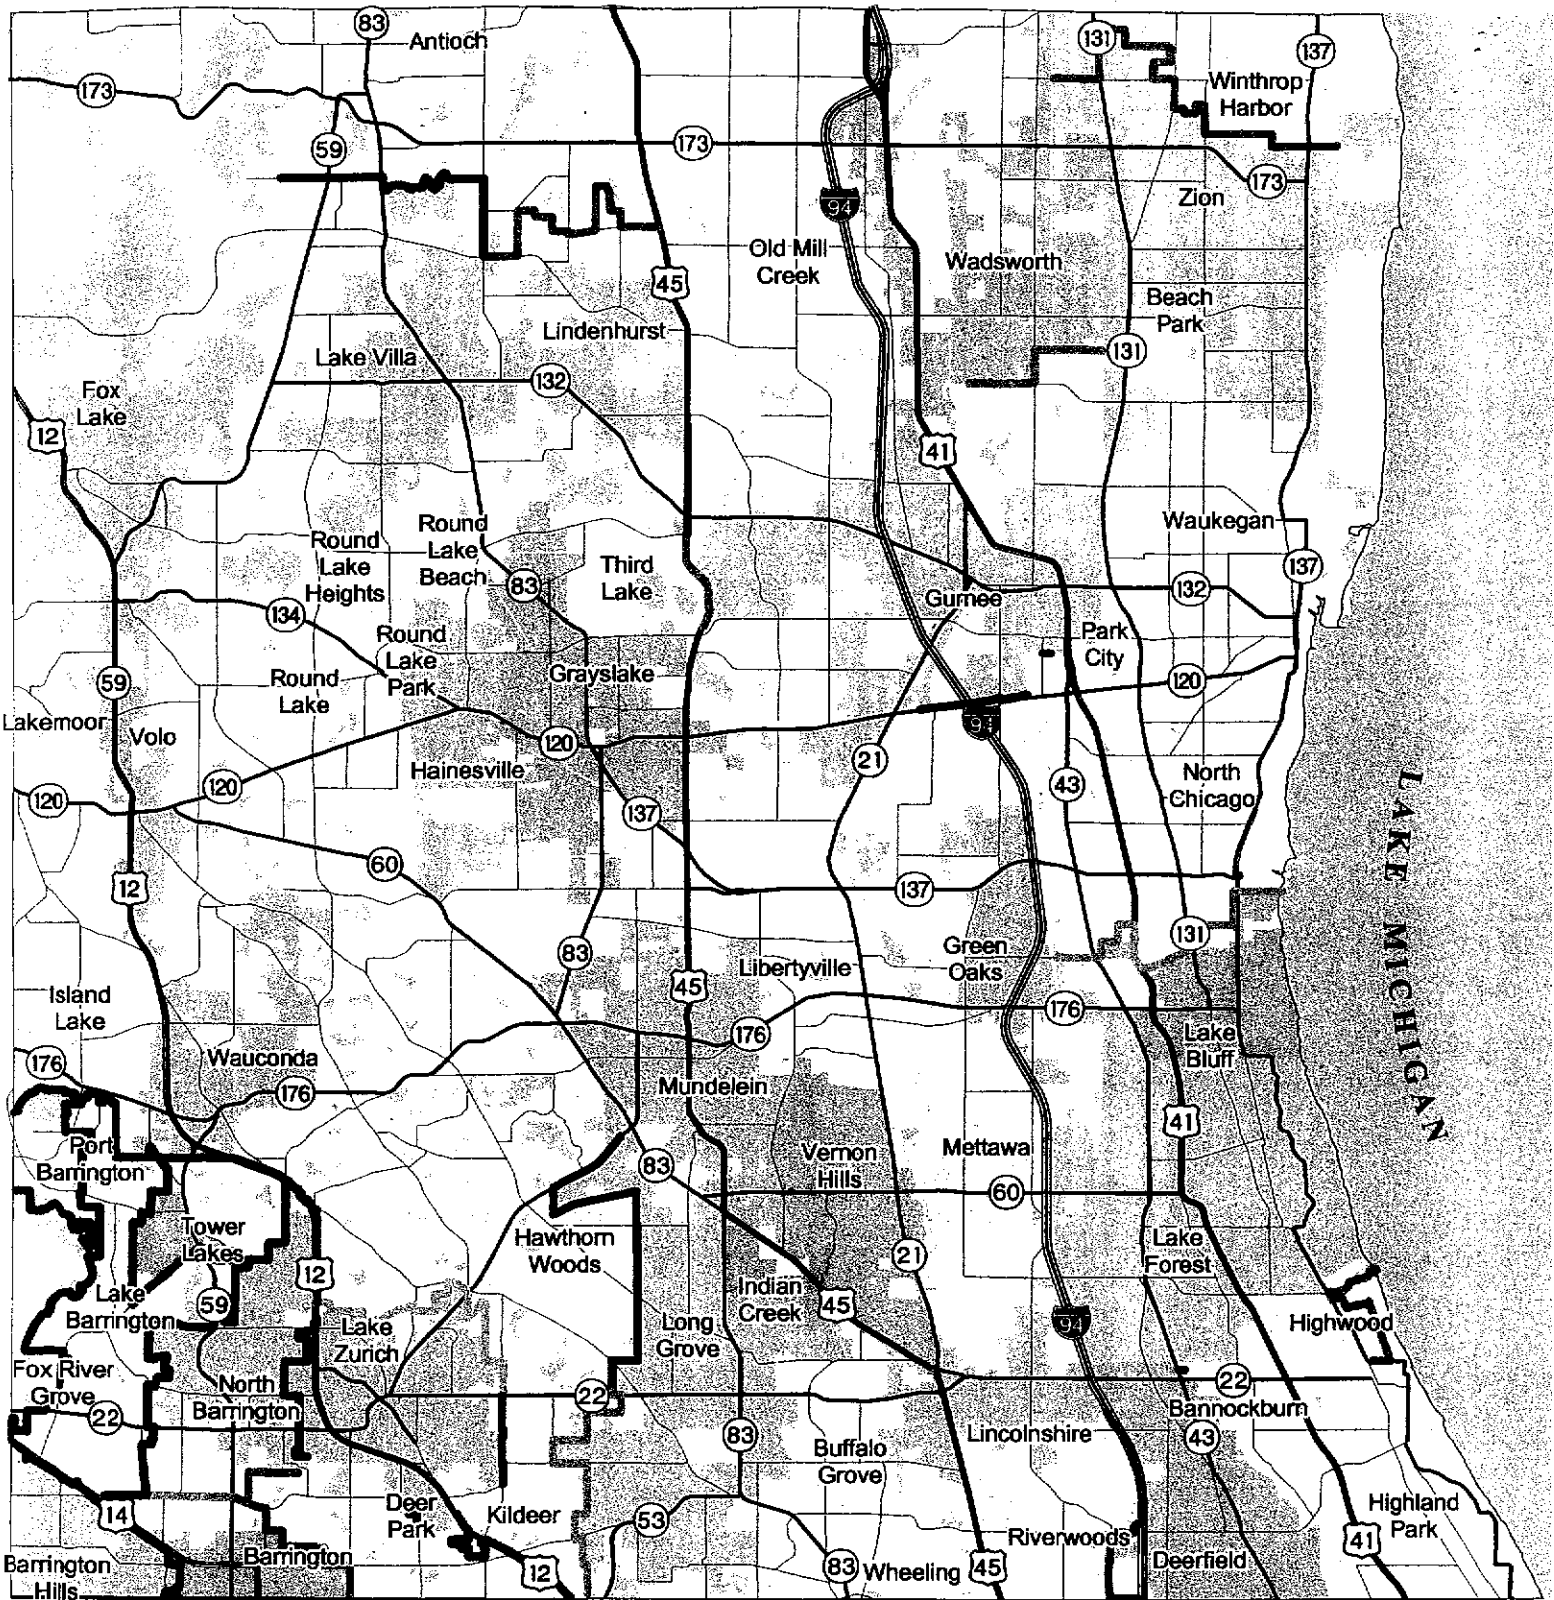 83
Antioch
131
137
173
Winthrop
Harbor
59
173
173
Zion
94
Old Mill
Creek
Wadsworth
45
Beach
Park
Lindenhurst
Lake Villa
131
132
Fox
Lake
12
41
Round
Lake
Beach
Waukegan
Round
Lake
Heights
Third
Lake
137
83
132
134
Gurnee
Round
Lake
Park
Park
City
Grayslake
59
Round
Lake
120
Lakemoor
Volo
94
120
21
Hainesville
43
North
Chicago
120
120
137
LAKE MICHIGAN
60
12
137
83
131
Green
Oaks
Libertyville
45
Island
Lake
176
176
Lake
Bluff
Wauconda
176
176
Mundelein
41
Port
Barrington
Mettawa
Vernon
Hills
83
60
Tower
Lakes
Hawthorn
Woods
21
Lake
Forest
12
Lake
Barrington
59
Indian
Creek
45
94
Highwood
Lake
Zurich
Long
Grove
Fox River
Grove
North
Barrington
22
22
22
Bannockburn
83
43
Lincolnshire
Buffalo
Grove
14
Deer
Park
Kildeer
53
Highland
Park
Riverwoods
41
Barrington
Hills
Barrington
12
83
Wheeling
45
Deerfield